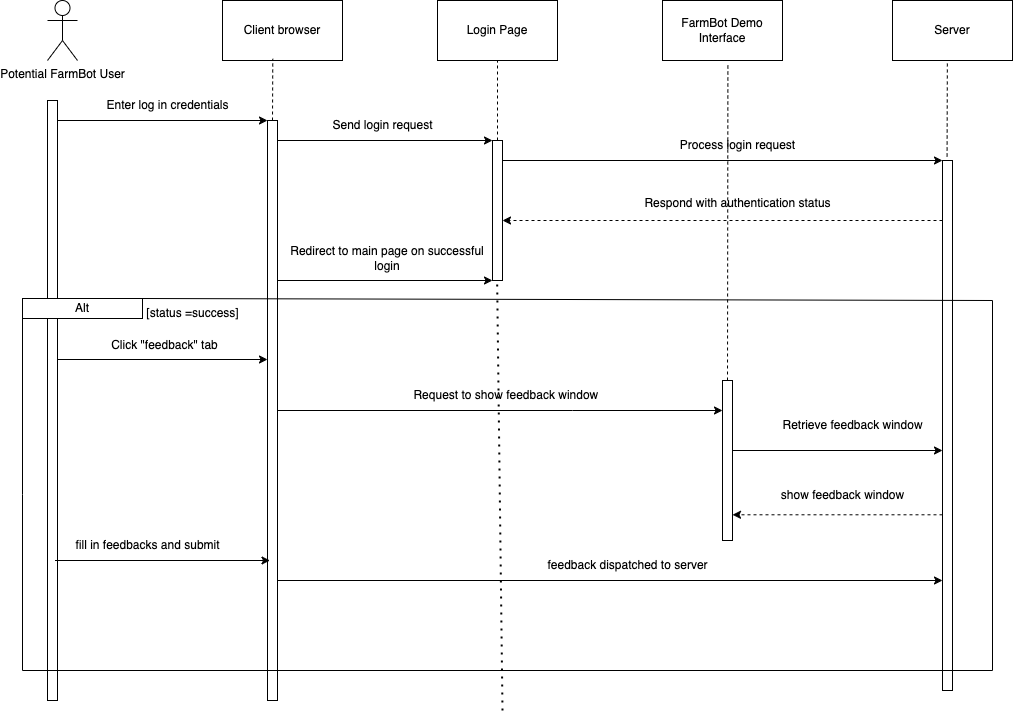 Client browser
Login Page
FarmBot Demo
Interface
Server
Potential FarmBot User
Enter log in credentials
Send login request
Process login request
Respond with authentication status
Redirect to main page on successful
login
Alt
[status =success]
Click "feedback" tab
Request to show feedback window
Retrieve feedback window
show feedback window
fill in feedbacks and submit
feedback dispatched to server